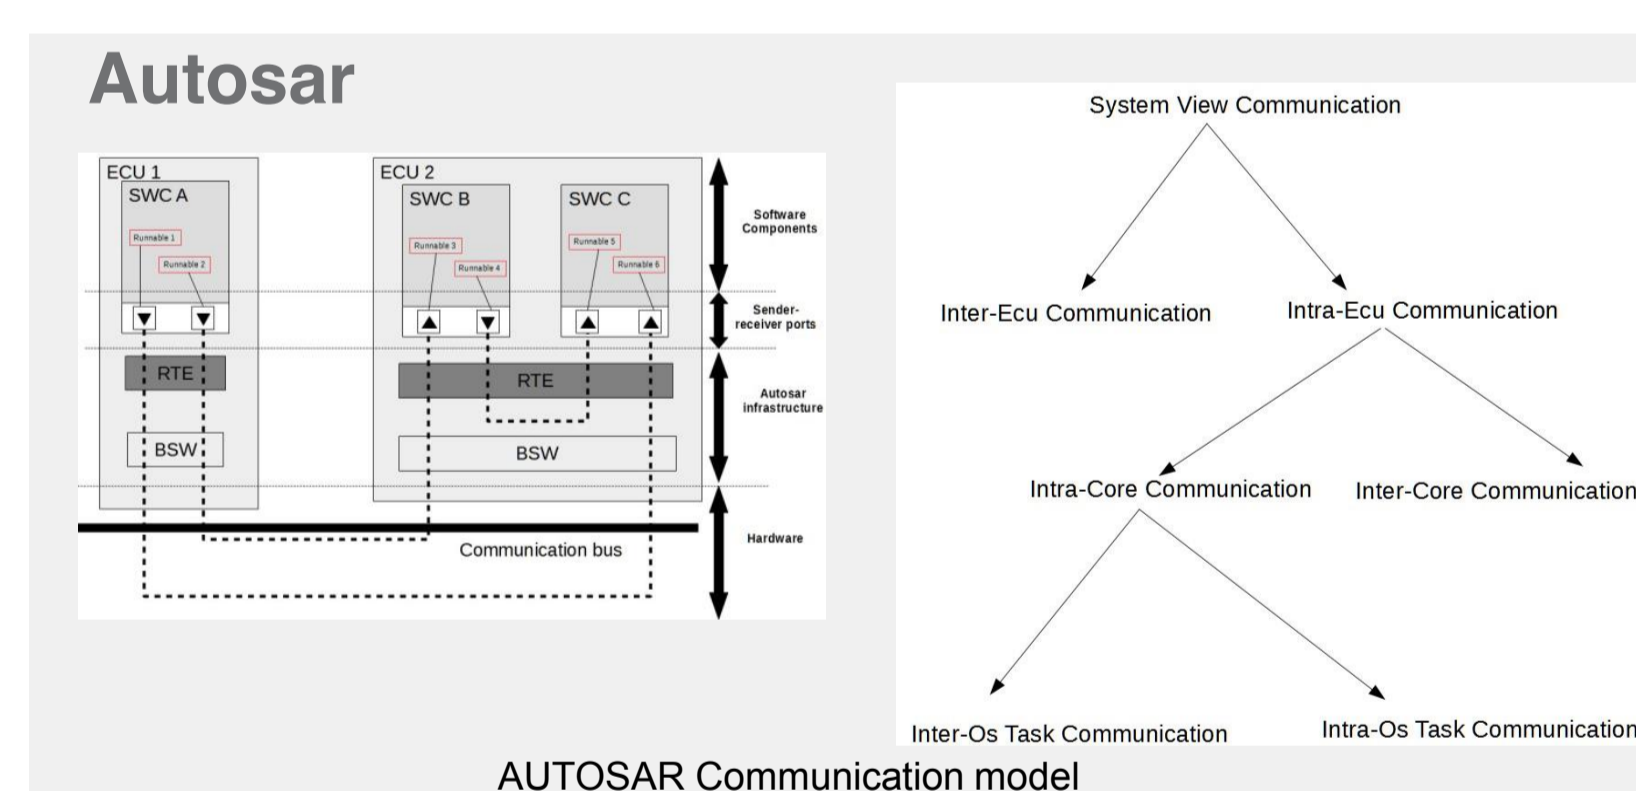 Autosar
ECU 1
SWC A
Runnable 1
Runnable 2
RTE
BSW
ECU 2
SWC B
Runnable 3
Runnable 4
SWC C
Runnable 5
Runnable 6
RTE
BSW
Communication bus
Software
Components
Sender-
receiver ports
Autosar
infrastructure
Hardware
System View Communication
Inter-Ecu Communication
Intra-Ecu Communication
Intra-Core Communication
Inter-Core Communication
Inter-Os Task Communication
Intra-Os Task Communication
AUTOSAR Communication model